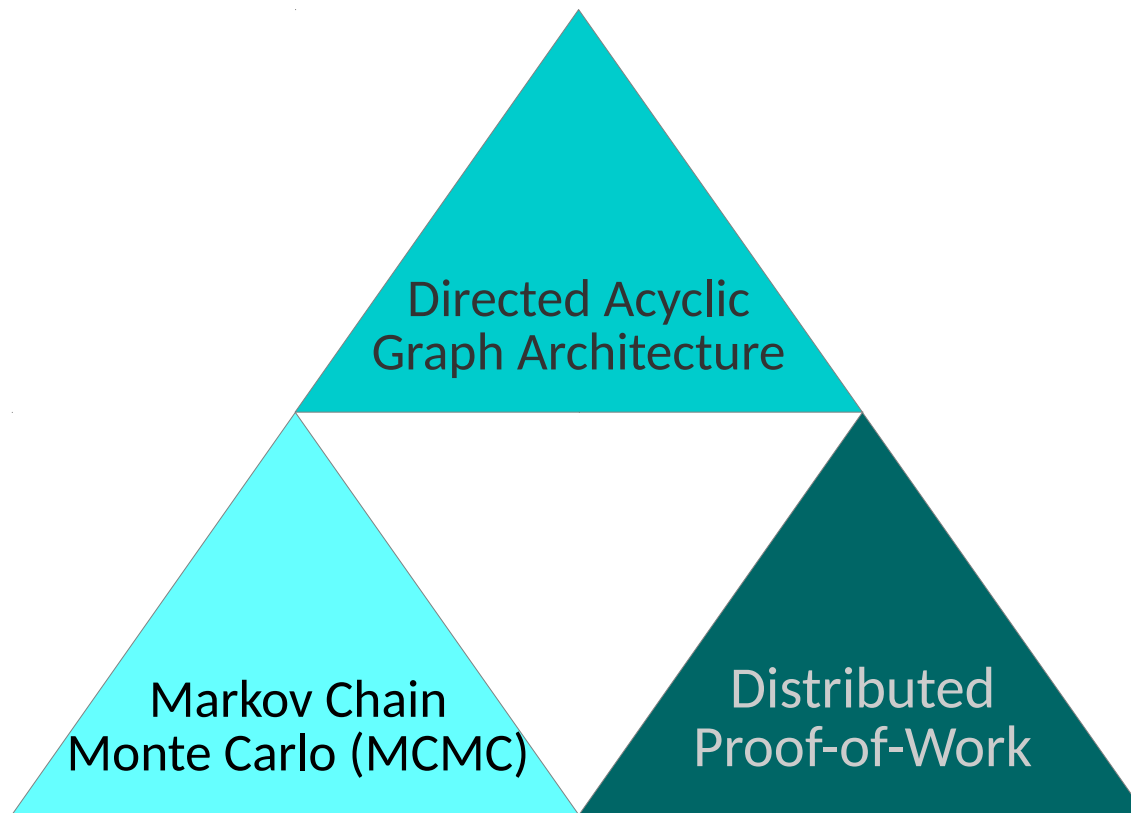 Directed Acyclic
Graph Architecture
Markov Chain
Monte Carlo (MCMC)
Distributed
Proof-of-Work